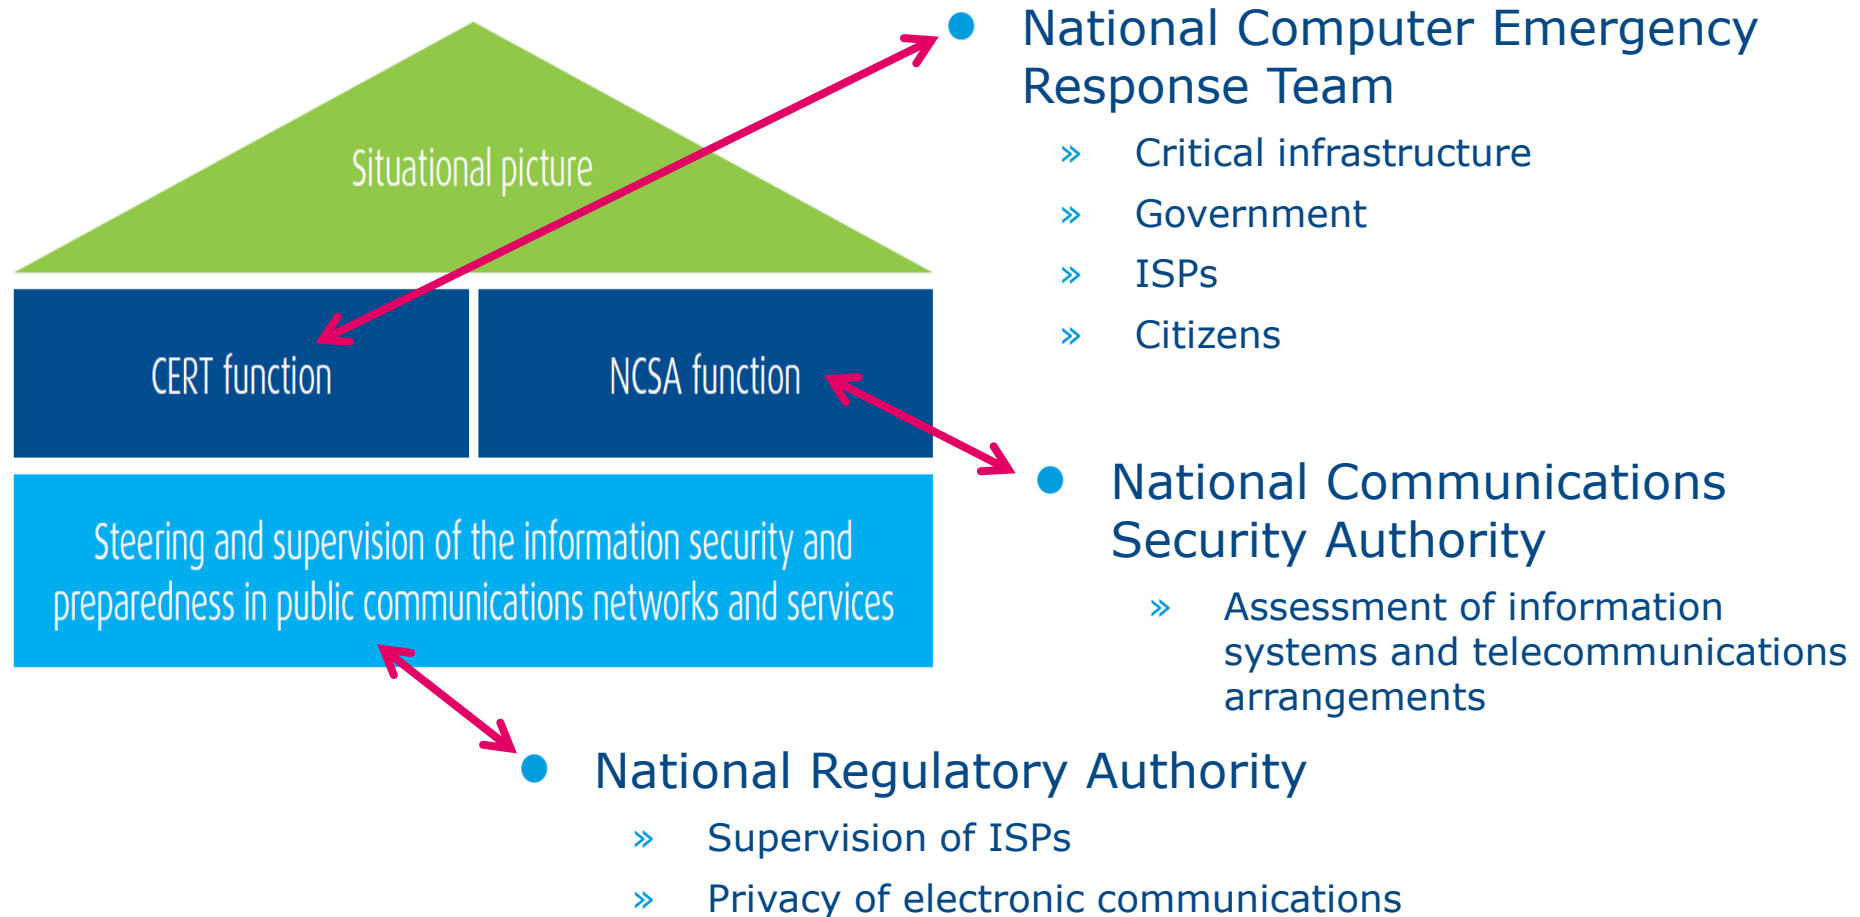 Situational picture
CERT function
NCSA function
Steering and supervision of the information security and
preparedness in public communications networks and services
● National Computer Emergency
Response Team
» Critical infrastructure
» Government
» ISPs
» Citizens
● National Communications
Security Authority
» Assessment of information
systems and telecommunications
arrangements
● National Regulatory Authority
» Supervision of ISPs
» Privacy of electronic communications